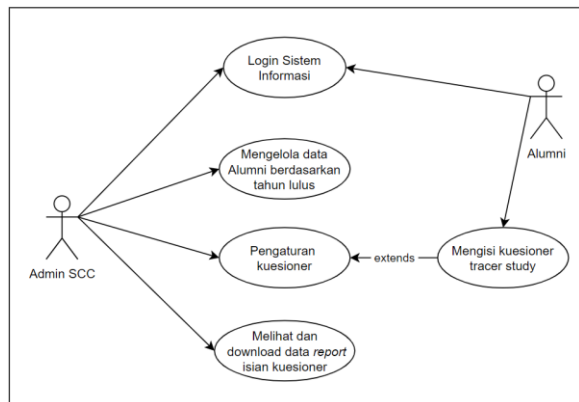 Login Sistem
Informasi
Alumni
Mengelola data
Alumni berdasarkan
tahun lulus
Admin SCC
Pengaturan
kuesioner
extends
Mengisi kuesioner
tracer study
Melihat dan
download data report
isian kuesioner